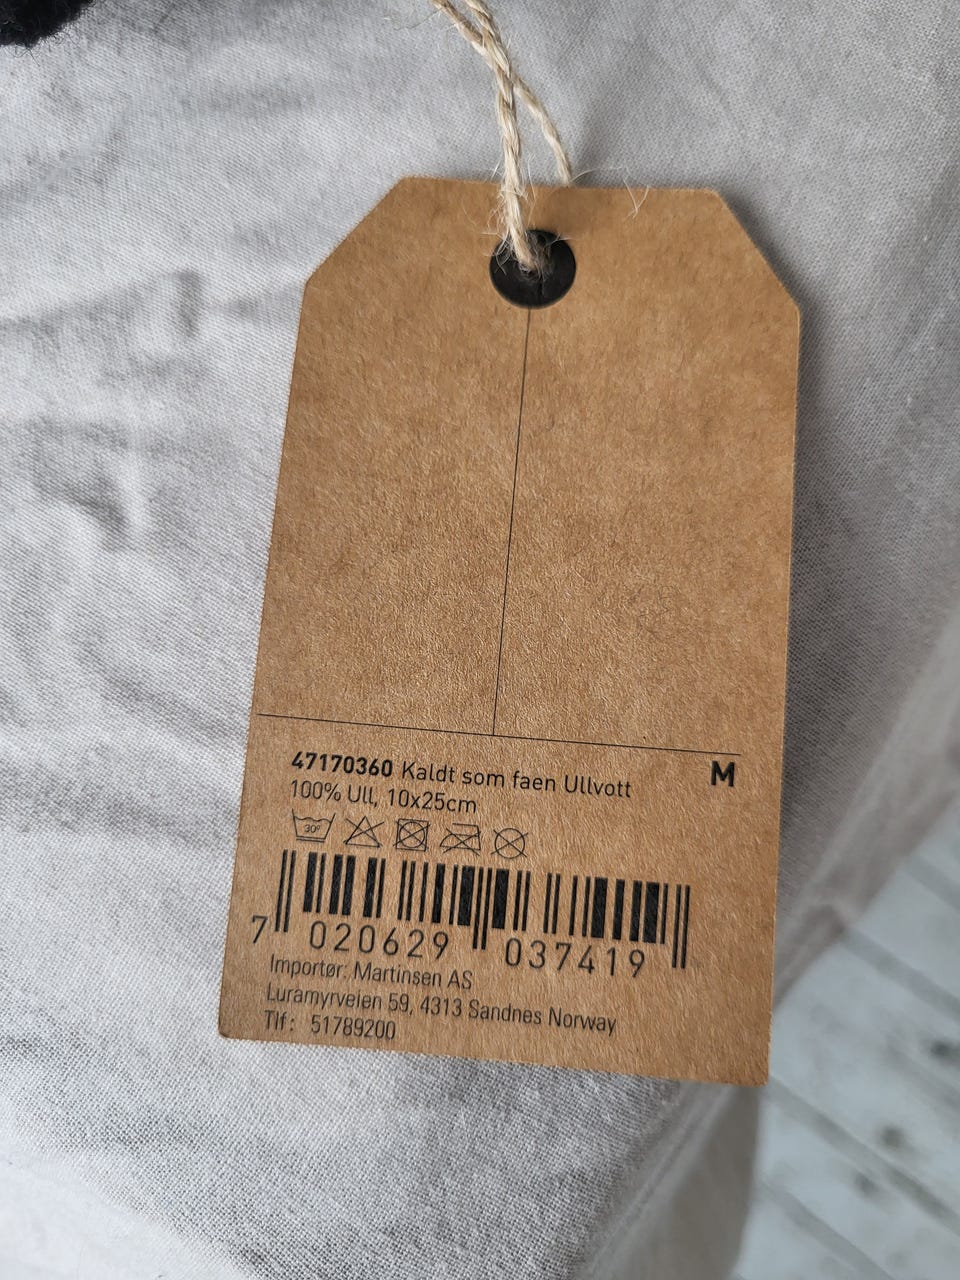 47170360 Kaldt som faen Ullvott M
100% Ull, 10x25cm
30°
7 020629 037419
Importør: Martinsen AS
Luramyrveien 59, 4313 Sandnes Norway
Tlf: 51789200